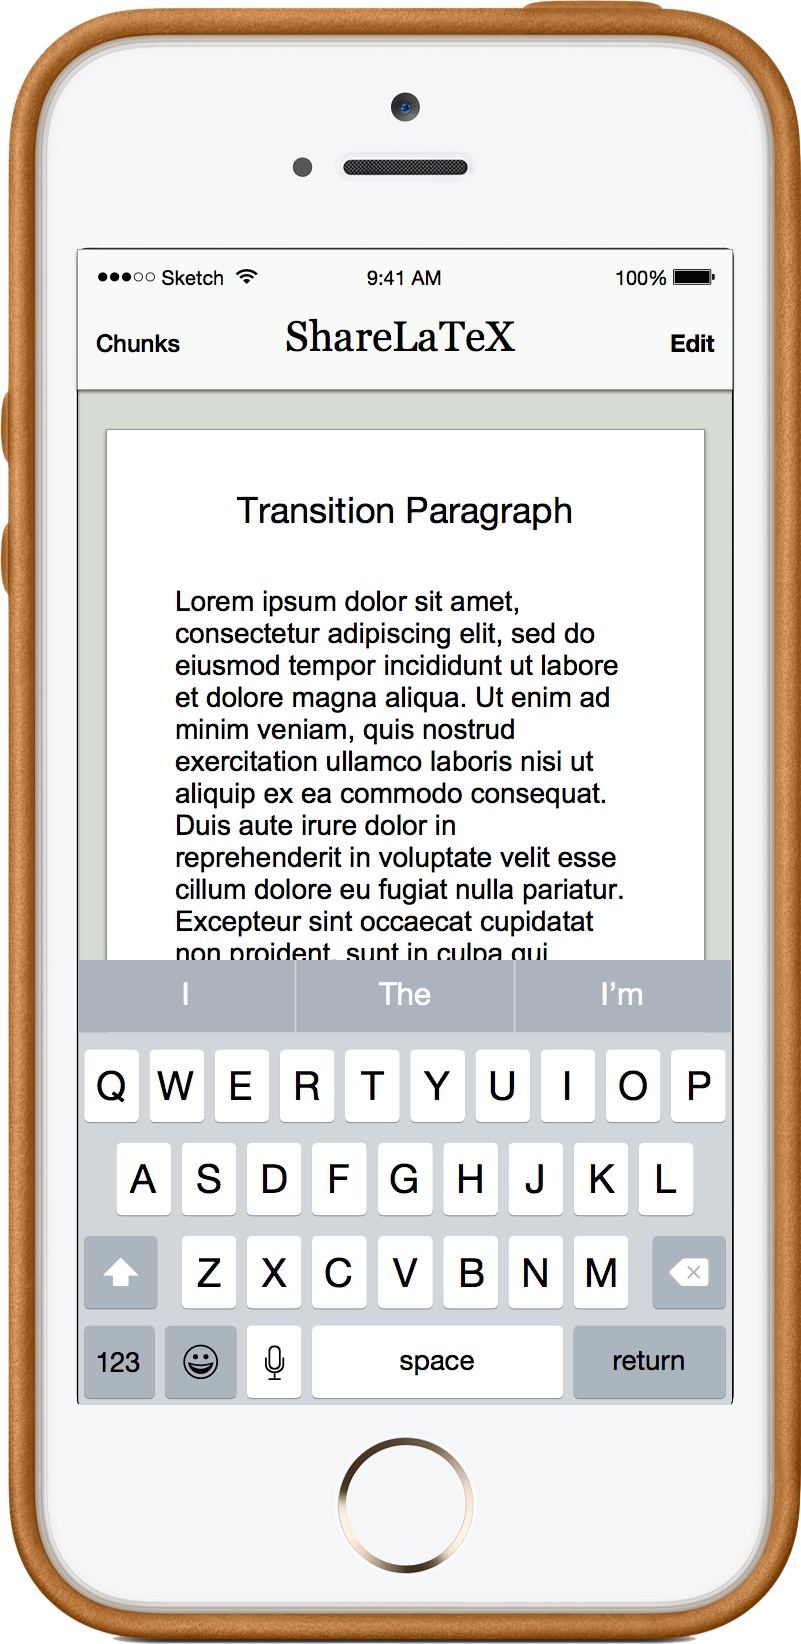 Sketch 9:41 AM 100%
Chunks ShareLaTeX Edit
Transition Paragraph
Lorem ipsum dolor sit amet,
consectetur adipiscing elit, sed do
eiusmod tempor incididunt ut labore
et dolore magna aliqua. Ut enim ad
minim veniam, quis nostrud
exercitation ullamco laboris nisi ut
aliquip ex ea commodo consequat.
Duis aute irure dolor in
reprehenderit in voluptate velit esse
cillum dolore eu fugiat nulla pariatur.
Excepteur sint occaecat cupidatat
non proident, sunt in culpa qui
I The I’m
Q W E R T Y U I O P
A S D F G H J K L
Z X C V B N M
123 space return